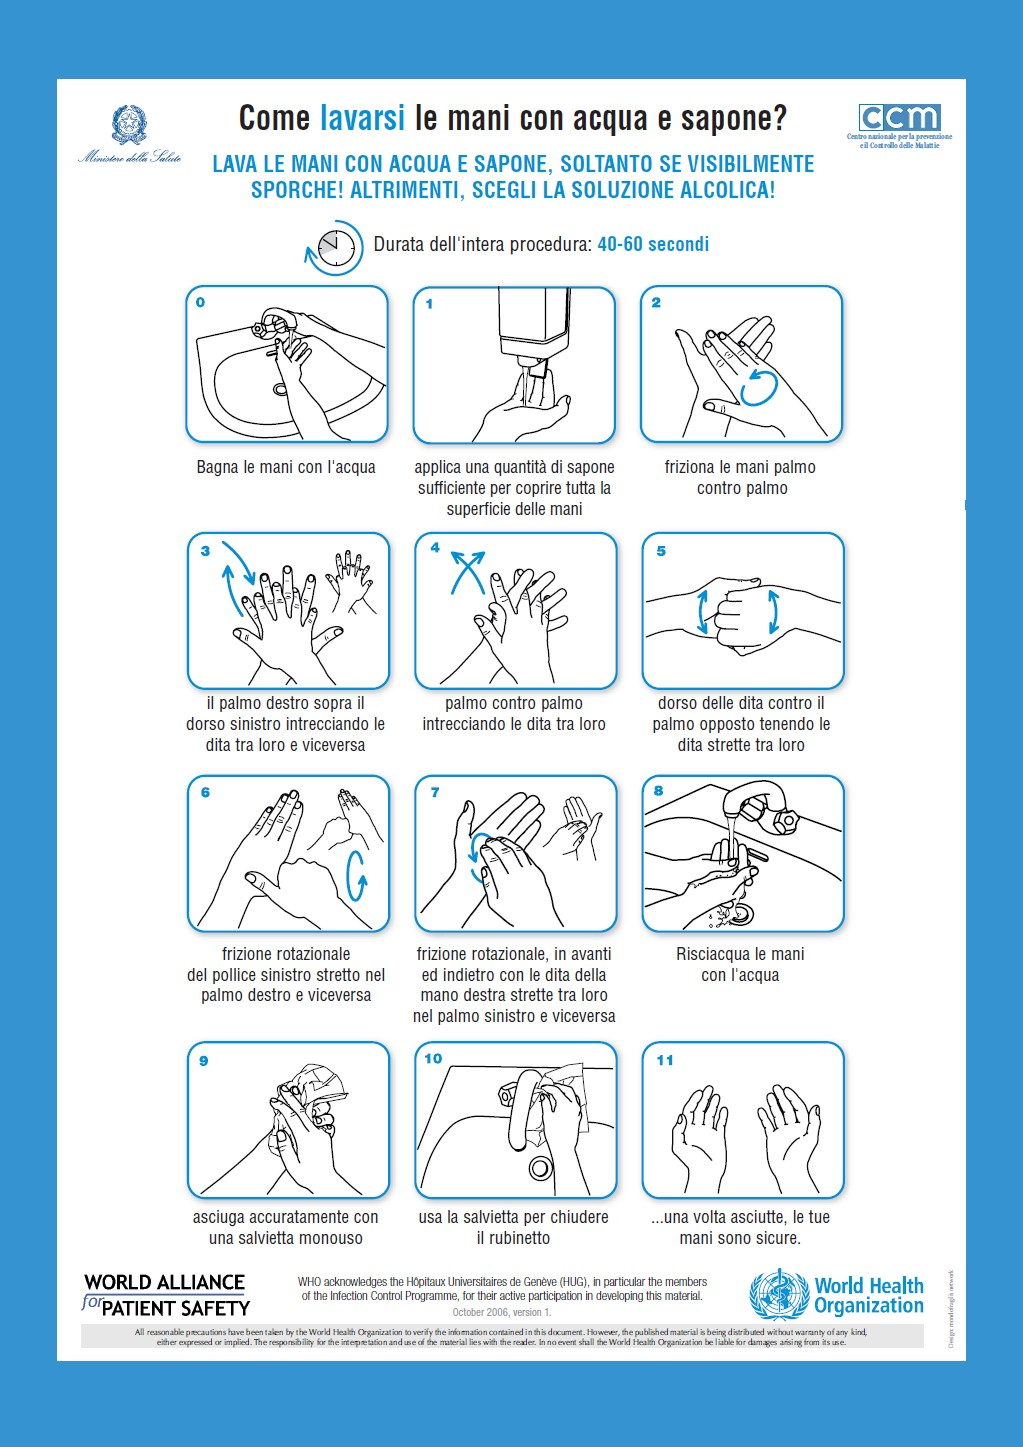 Ministero della Salute
Come lavarsi le mani con acqua e sapone?
ccm
Centro nazionale per la prevenzione
e il Controllo delle Malattie
LAVA LE MANI CON ACQUA E SAPONE, SOLTANTO SE VISIBILMENTE
SPORCHE! ALTRIMENTI, SCEGLI LA SOLUZIONE ALCOLICA!
Durata dell'intera procedura: 40-60 secondi
0
Bagna le mani con l'acqua
1
applica una quantità di sapone
sufficiente per coprire tutta la
superficie delle mani
2
friziona le mani palmo
contro palmo
3
il palmo destro sopra il
dorso sinistro intrecciando le
dita tra loro e viceversa
4
palmo contro palmo
intrecciando le dita tra loro
5
dorso delle dita contro il
palmo opposto tenendo le
dita strette tra loro
6
frizione rotazionale
del pollice sinistro stretto nel
palmo destro e viceversa
7
frizione rotazionale, in avanti
ed indietro con le dita della
mano destra strette tra loro
nel palmo sinistro e viceversa
8
Risciacqua le mani
con l'acqua
9
asciuga accuratamente con
una salvietta monouso
10
usa la salvietta per chiudere
il rubinetto
11
...una volta asciutte, le tue
mani sono sicure.
WORLD ALLIANCE
for PATIENT SAFETY
WHO acknowledges the Hôpitaux Universitaires de Genève (HUG), in particular the members
of the Infection Control Programme, for their active participation in developing this material.
October 2006, version 1.
World Health
Organization
All reasonable precautions have been taken by the World Health Organization to verify the information contained in this document. However, the published material is being distributed without warranty of any kind,
either expressed or implied. The responsibility for the interpretation and use of the material lies with the reader. In no event shall the World Health Organization be liable for damages arising from its use.